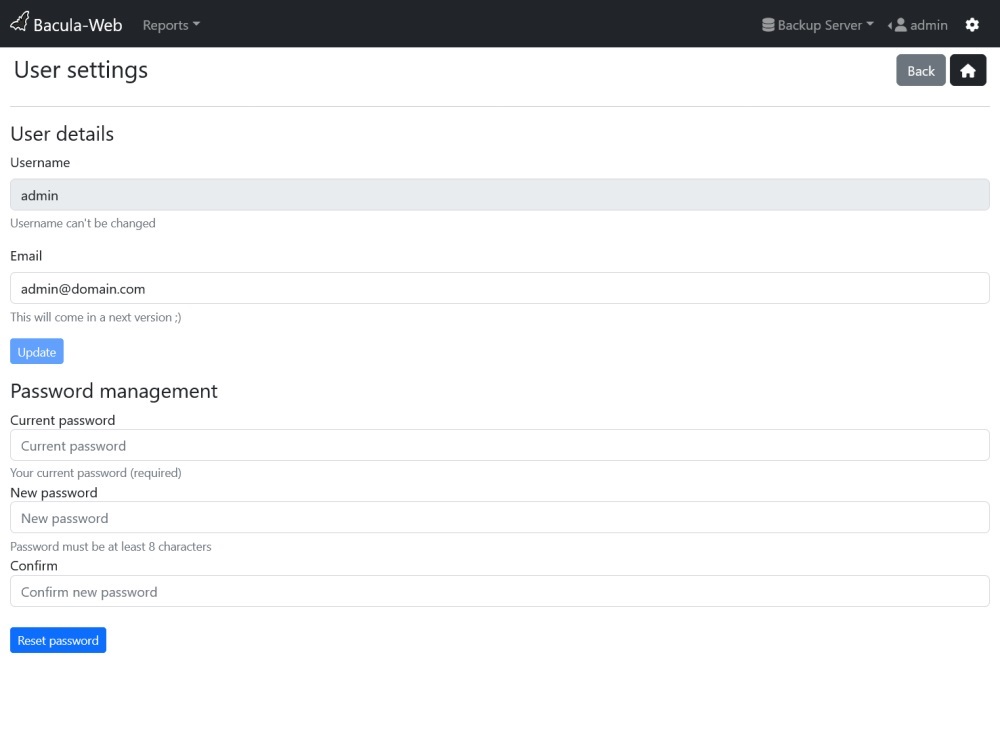 Bacula-Web Reports Backup Server admin
User settings Back
User details
Username
admin
Username can't be changed
Email
admin@domain.com
This will come in a next version ;)
Update
Password management
Current password
Current password
Your current password (required)
New password
New password
Password must be at least 8 characters
Confirm
Confirm new password
Reset password